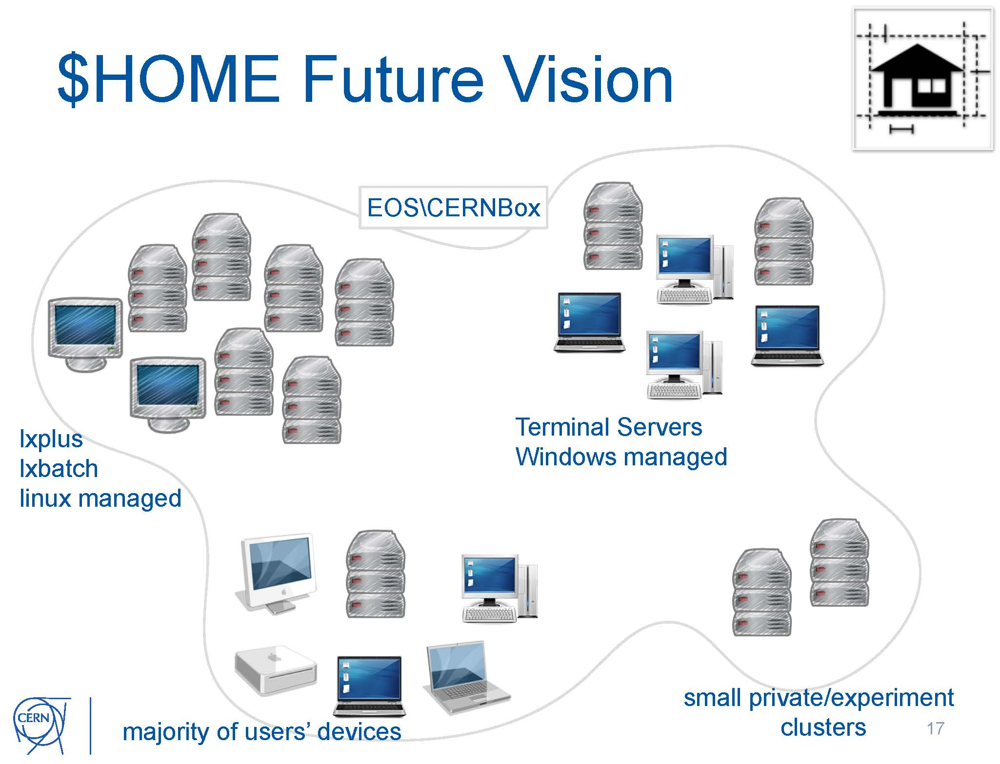 $HOME Future Vision
EOS\CERNBox
lxplus
lxbatch
linux managed
Terminal Servers
Windows managed
majority of users’ devices
small private/experiment
clusters
CERN
17